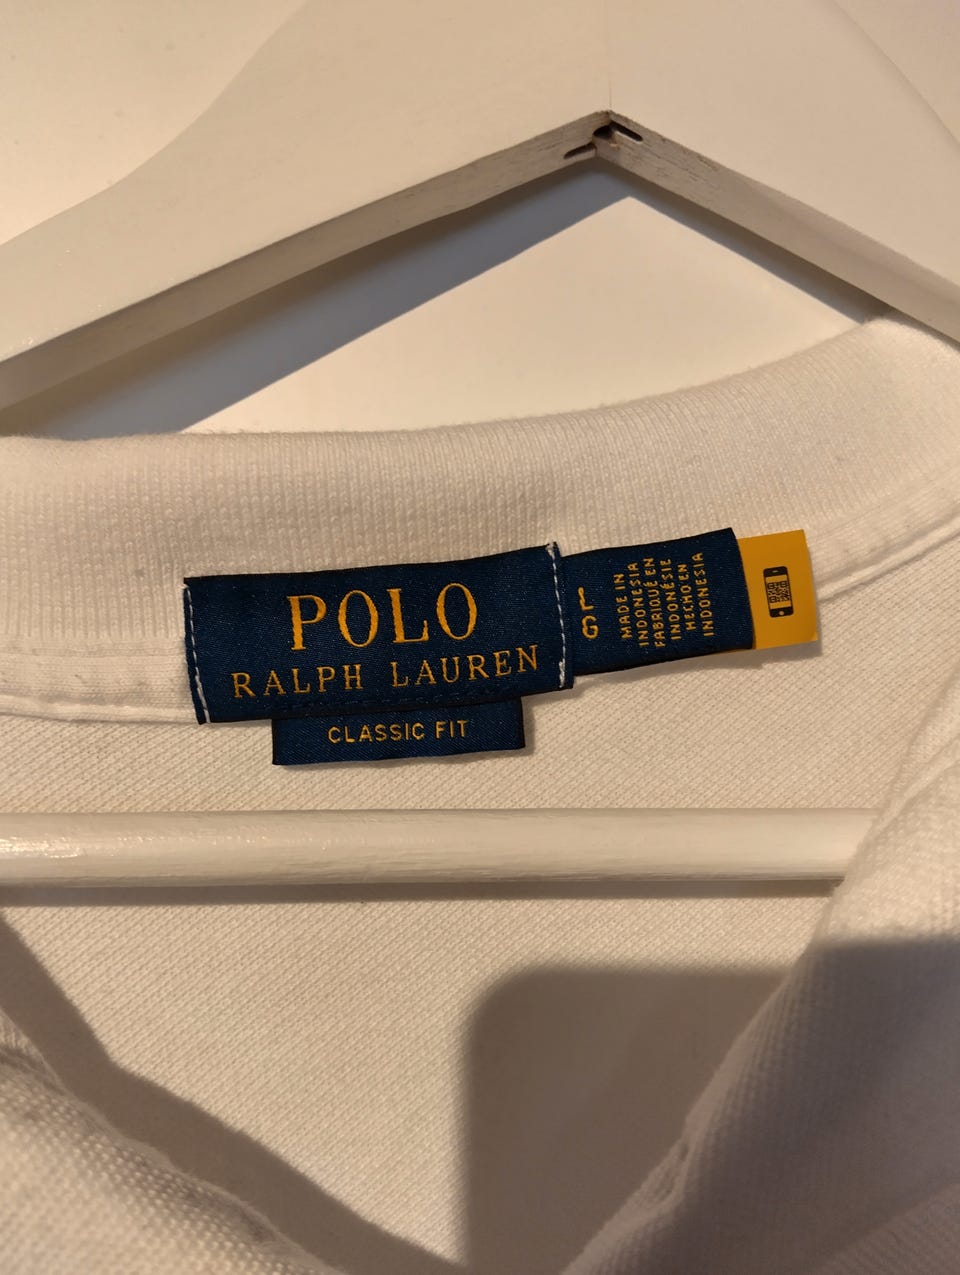 POLO
RALPH LAUREN
CLASSIC FIT
L
G
MADE IN
INDONESIA
FABRIQUÉ EN
INDONÉSIE
HECHO EN
INDONESIA